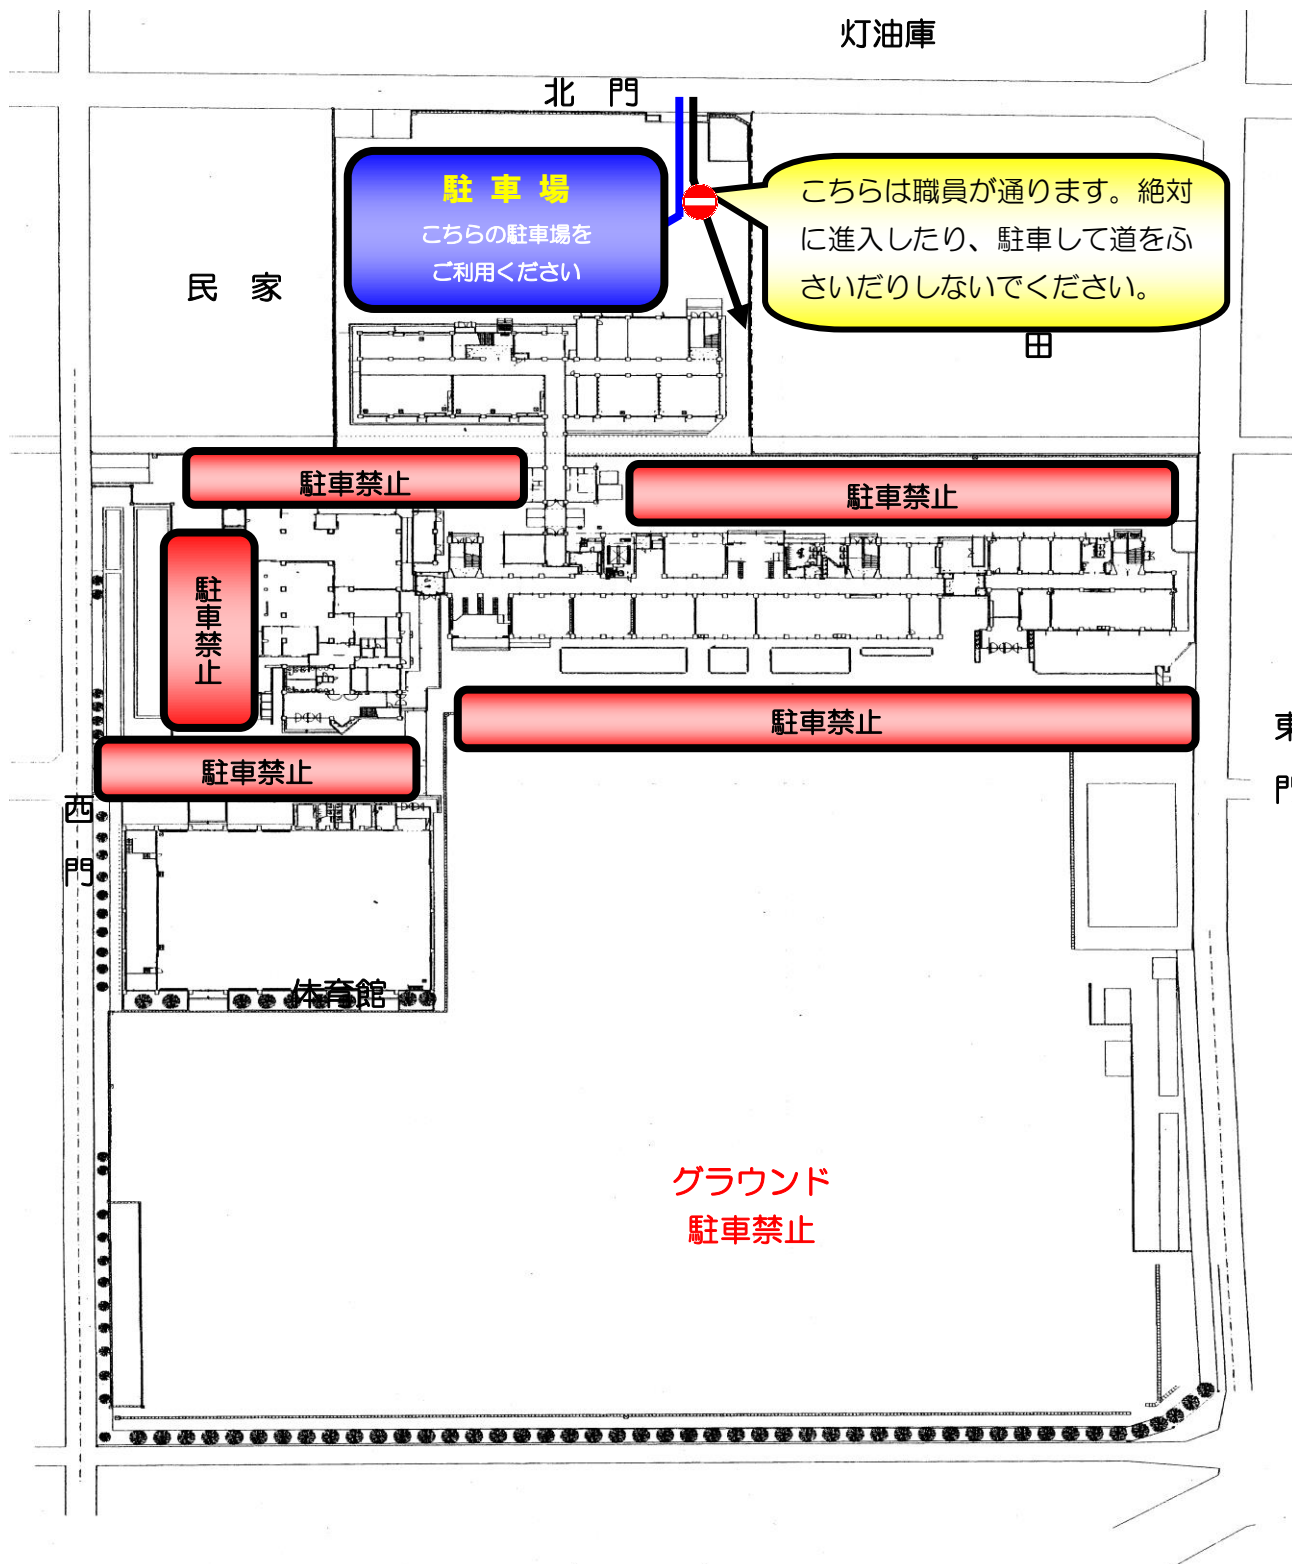 灯油庫
北　門
駐 車 場
こちらの駐車場を
ご利用ください
こちらは職員が通ります。絶対
に進入したり、駐車して道をふ
さいだりしないでください。
民　家
田
駐車禁止
駐車禁止
駐車禁止
駐車禁止
東
門
駐車禁止
西
門
体育館
グラウンド
駐車禁止